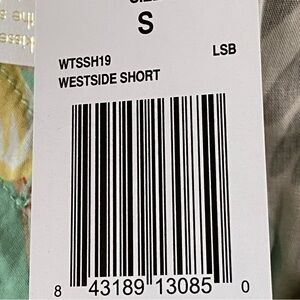 S
WTSSH19 LSB
WESTSIDE SHORT
8 43189 13085 0